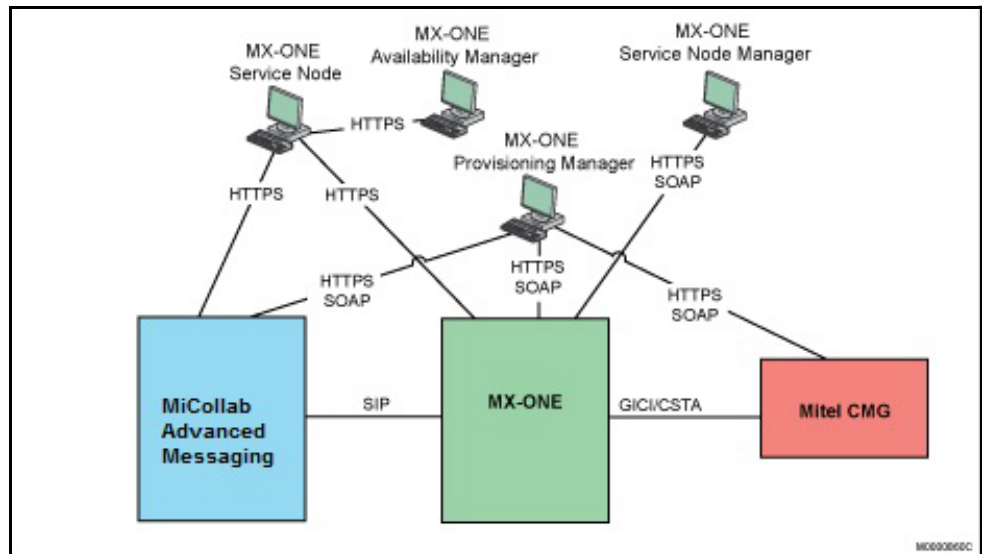 MX-ONE
Service Node
MX-ONE
Availability Manager
MX-ONE
Service Node Manager
HTTPS
MX-ONE
Provisioning Manager
HTTPS
SOAP
HTTPS
HTTPS
HTTPS
SOAP
HTTPS
SOAP
HTTPS
SOAP
MiCollab
Advanced
Messaging
SIP
MX-ONE
GICI/CSTA
Mitel CMG
M0000060C